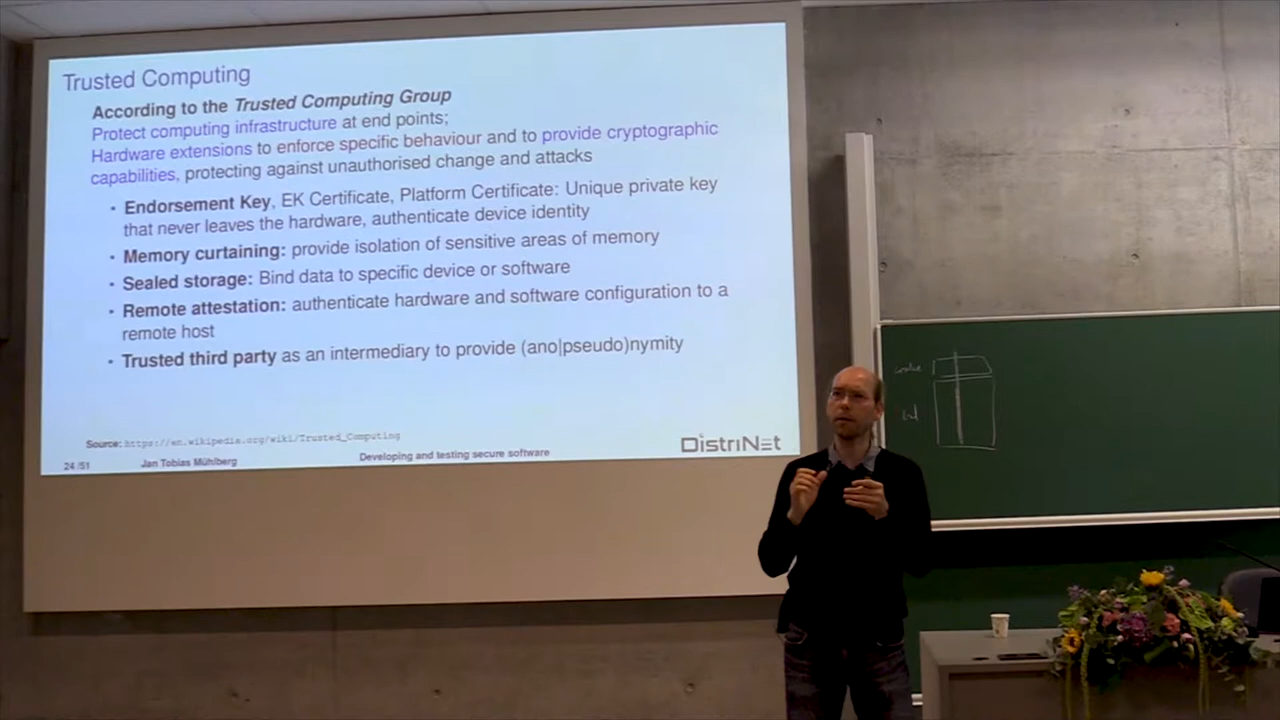 Trusted Computing
According to the Trusted Computing Group
Protect computing infrastructure at end points;
Hardware extensions to enforce specific behaviour and to provide cryptographic
capabilities, protecting against unauthorised change and attacks
• Endorsement Key, EK Certificate, Platform Certificate: Unique private key
that never leaves the hardware, authenticate device identity
• Memory curtaining: provide isolation of sensitive areas of memory
• Sealed storage: Bind data to specific device or software
• Remote attestation: authenticate hardware and software configuration to a
remote host
• Trusted third party as an intermediary to provide (ano|pseudo)nymity
Source: https://en.wikipedia.org/wiki/Trusted_Computing
24 /51 Jan Tobias Mühlberg Developing and testing secure software
DistriNet